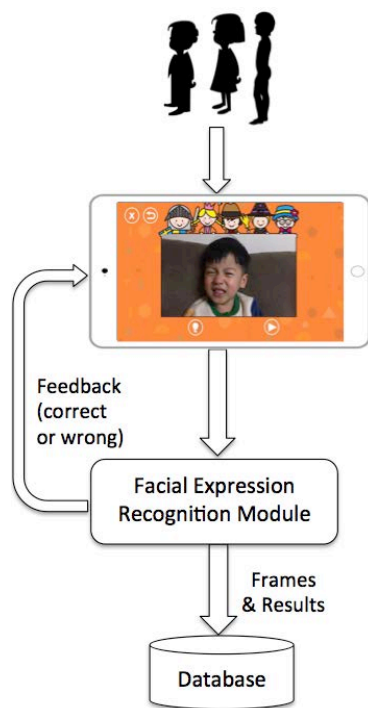 Feedback
(correct
or wrong)
Facial Expression
Recognition Module
Frames
& Results
Database